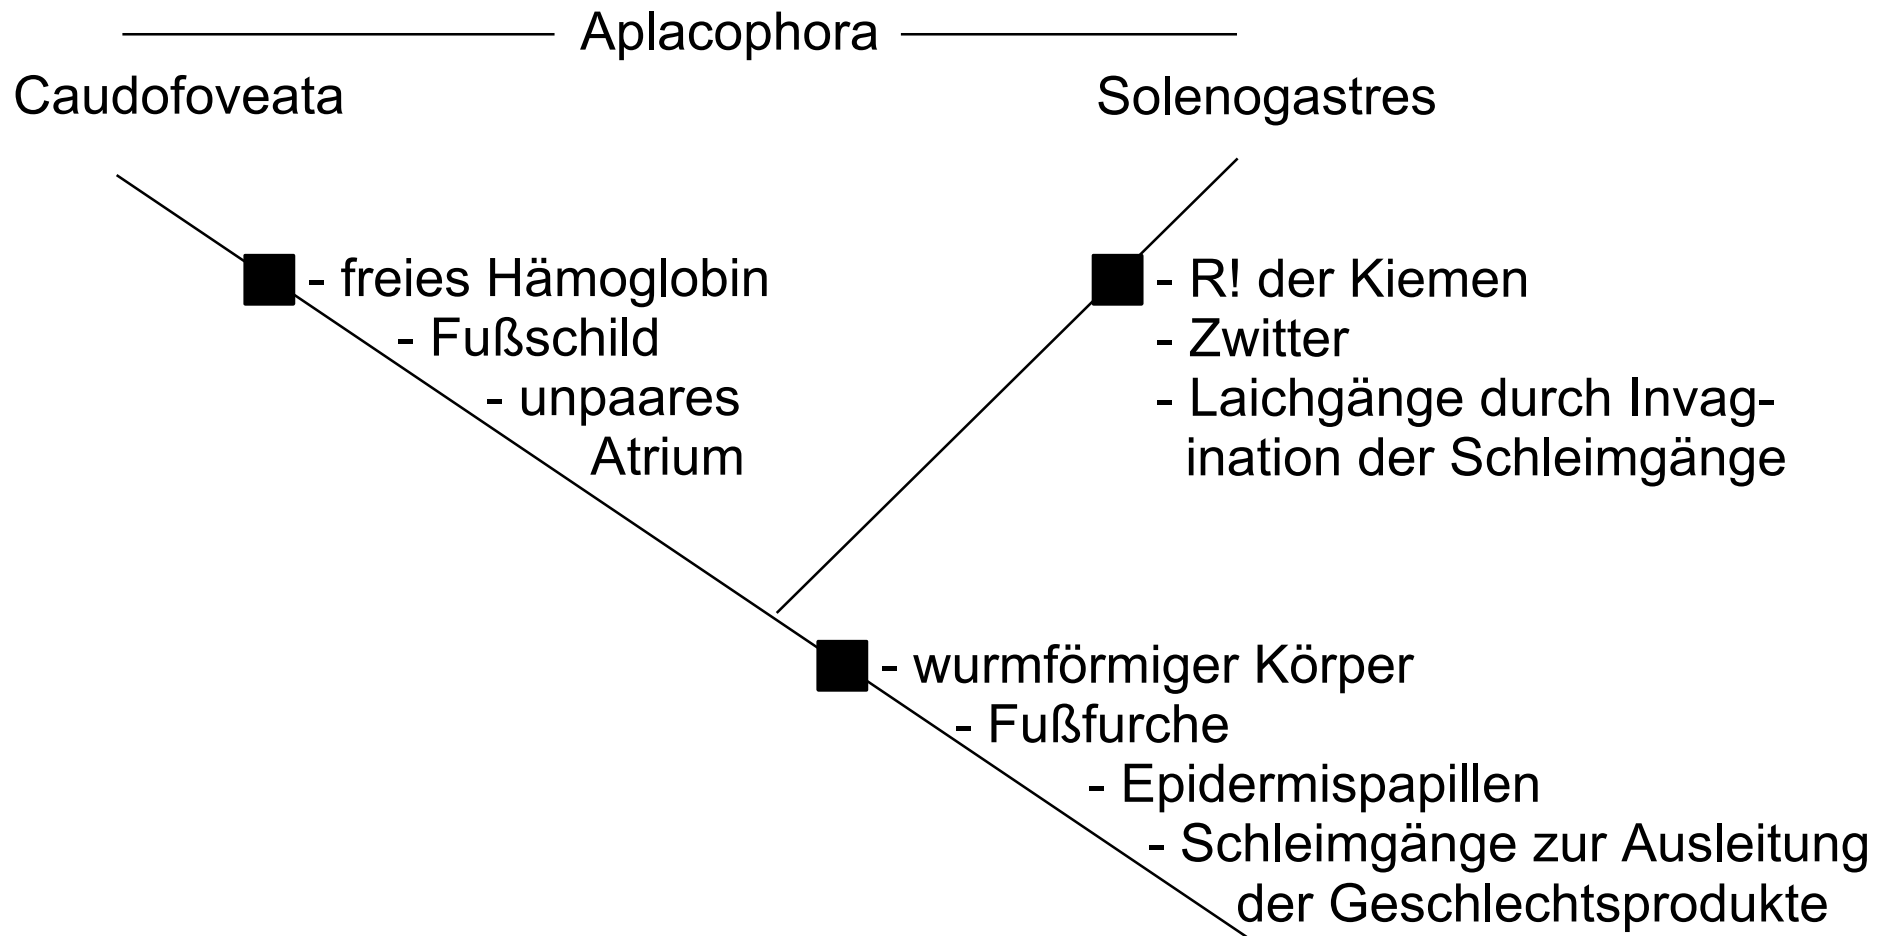 Aplacophora
Caudofoveata
Solenogastres
- freies Hämoglobin
- Fußschild
- unpaares
Atrium
- R! der Kiemen
- Zwitter
- Laichgänge durch Invag-
ination der Schleimgänge
- wurmförmiger Körper
- Fußfurche
- Epidermispapillen
- Schleimgänge zur Ausleitung
der Geschlechtsprodukte